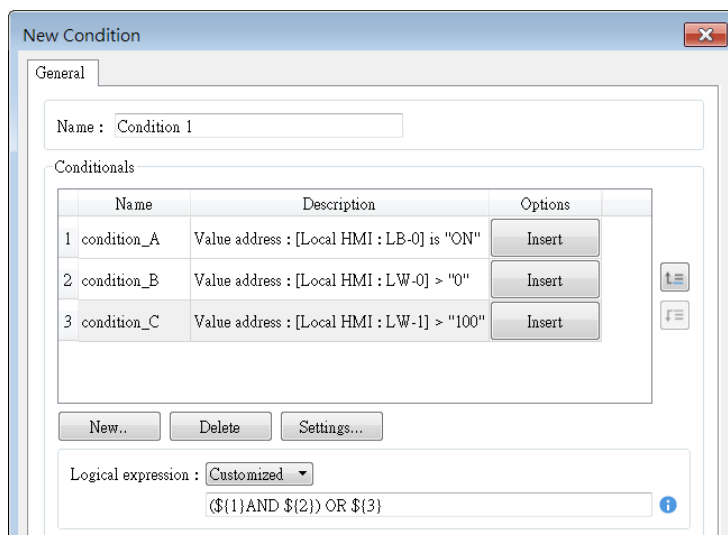 New Condition
General
Name : Condition 1
Conditionals
Name Description Options
1 condition_A Value address : [Local HMI : LB-0] is "ON" Insert
2 condition_B Value address : [Local HMI : LW-0] > "0" Insert
3 condition_C Value address : [Local HMI : LW-1] > "100" Insert
New.. Delete Settings...
Logical expression : Customized
(${1}AND ${2}) OR ${3}